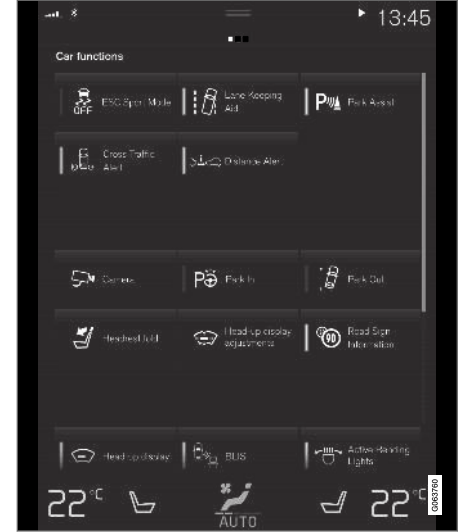 13:45
Car functions
OFF
ESC Sport Mode
Lane Keeping
Aid
P
Park Assist
Cross Traffic
Alert
Distance Alert
Camera
P
Park In
Park Out
Headrest fold
Head-up display
adjustments
90
Road Sign
Information
Head up display
BLIS
Active Bending
Lights
22°C
AUTO
22°C
G063760